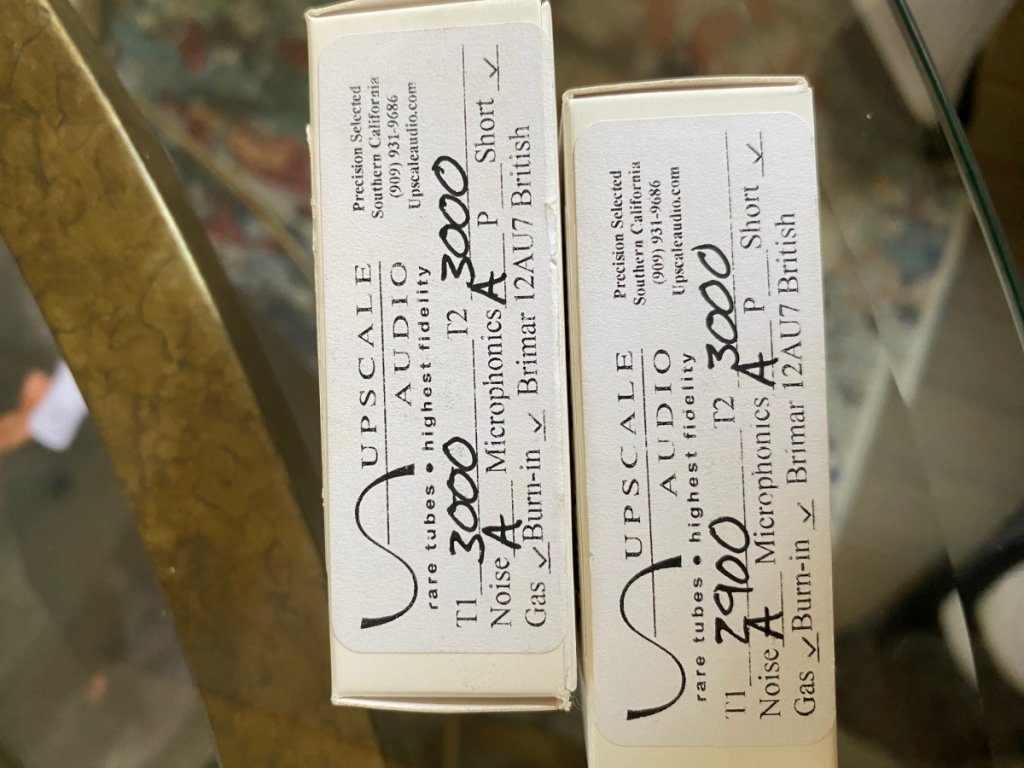 UPSCALE
AUDIO
rare tubes • highest fidelity
Precision Selected
Southern California
(909) 931-9686
Upscaleaudio.com
T1 3000 T2 3000
Noise A Microphonics A P Short ✓
Gas ✓ Burn-in ✓ Brimar 12AU7 British
UPSCALE
AUDIO
rare tubes • highest fidelity
Precision Selected
Southern California
(909) 931-9686
Upscaleaudio.com
T1 2900 T2 3000
Noise A Microphonics A P Short ✓
Gas ✓ Burn-in ✓ Brimar 12AU7 British